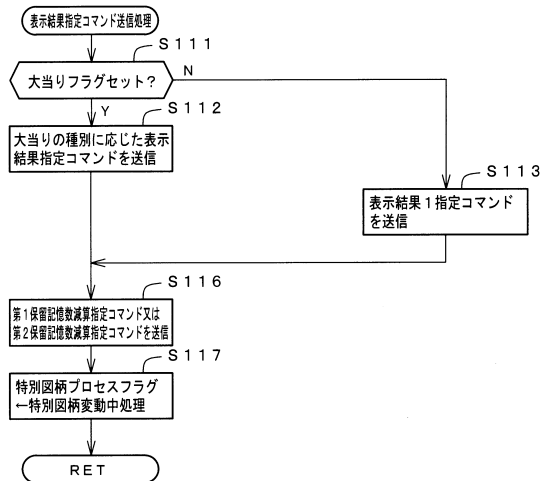 表示結果指定コマンド送信処理
S111
大当りフラグセット？
N
Y
S112
大当りの種別に応じた表示
結果指定コマンドを送信
S113
表示結果1指定コマンド
を送信
S116
第1保留記憶数減算指定コマンド又は
第2保留記憶数減算指定コマンドを送信
S117
特別図柄プロセスフラグ
←特別図柄変動中処理
RET